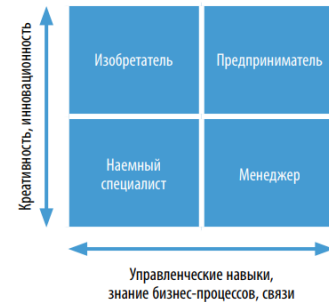 Креативность, инновационность
Изобретатель
Предприниматель
Наемный
специалист
Менеджер
Управленческие навыки,
знание бизнес-процессов, связи